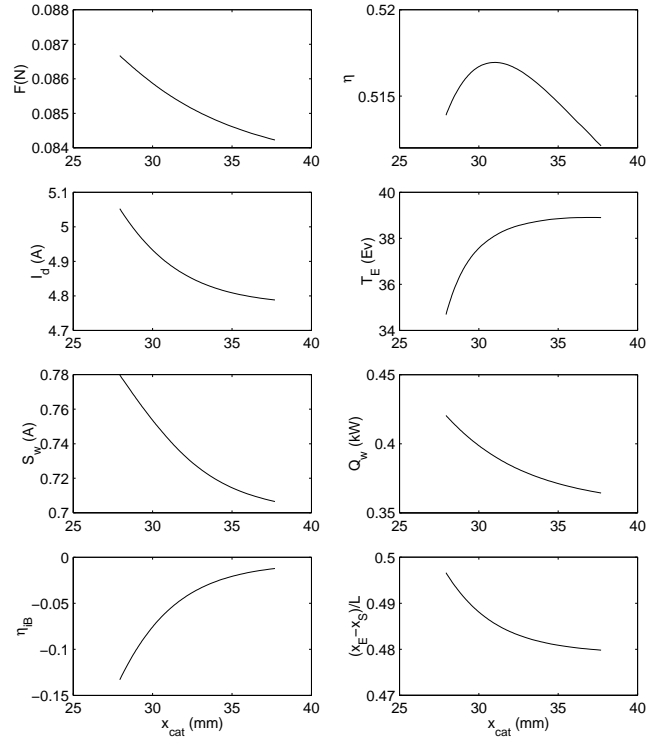 0.088
0.086
0.085
0.084
25 30 35 40
F(N)
0.52
0.515
25 30 35 40
η
5.1
5
4.9
4.8
4.7
25 30 35 40
I_d (A)
40
38
36
34
25 30 35 40
T_E (Ev)
0.78
0.76
0.74
0.72
0.7
25 30 35 40
S_w (A)
0.45
0.4
0.35
25 30 35 40
Q_w (kW)
0
−0.05
−0.1
−0.15
25 30 35 40
η_iB
x_cat (mm)
0.5
0.49
0.48
0.47
25 30 35 40
(x_E−x_S)/L
x_cat (mm)